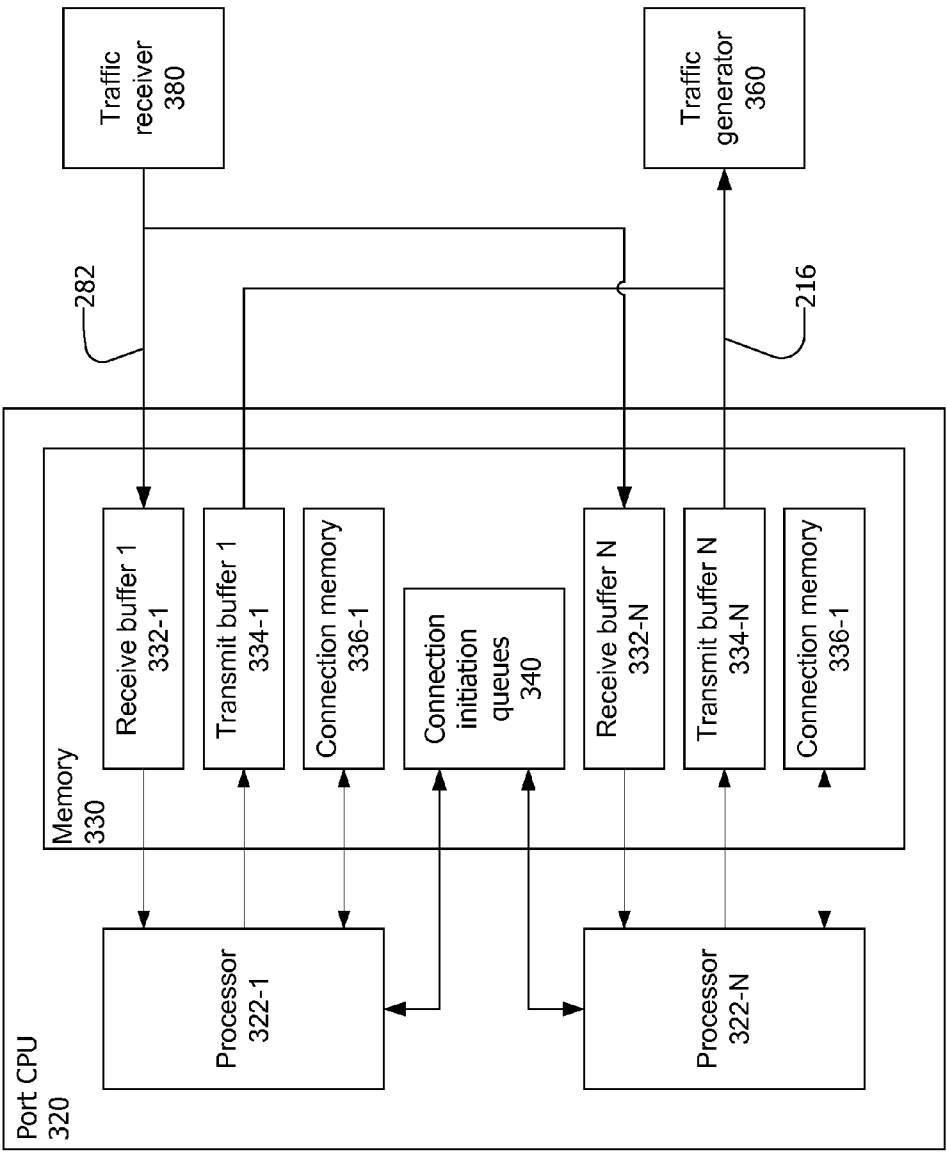 Port CPU
320
Processor
322-1
Processor
322-N
Memory
330
Receive buffer 1
332-1
Transmit buffer 1
334-1
Connection memory
336-1
Connection
initiation
queues
340
Receive buffer N
332-N
Transmit buffer N
334-N
Connection memory
336-1
282
216
Traffic
receiver
380
Traffic
generator
360